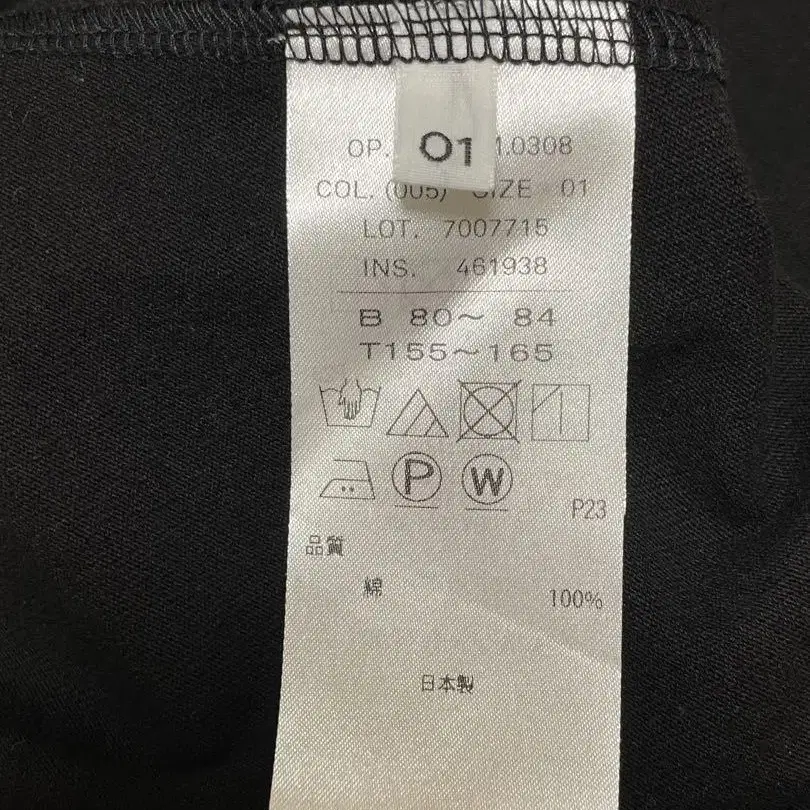 01
OP. 1.0308
COL. (005) SIZE 01
LOT. 7007715
INS. 461938
B 80~ 84
T155~165
P W
P23
品質
綿 100%
日本製